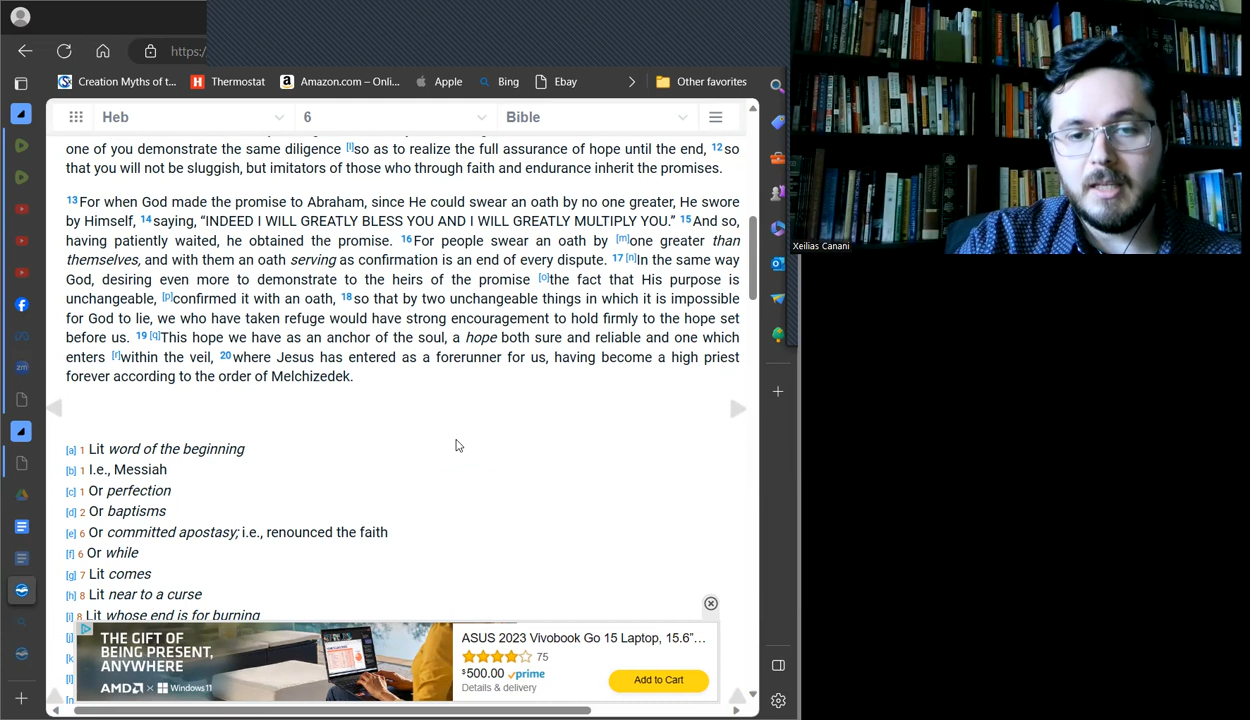 https:/
Creation Myths of t...
Thermostat
Amazon.com – Onli...
Apple
Bing
Ebay
Other favorites
Heb
6
Bible
one of you demonstrate the same diligence [l]so as to realize the full assurance of hope until the end, 12 so
that you will not be sluggish, but imitators of those who through faith and endurance inherit the promises.
13 For when God made the promise to Abraham, since He could swear an oath by no one greater, He swore
by Himself, 14 saying, “INDEED I WILL GREATLY BLESS YOU AND I WILL GREATLY MULTIPLY YOU.” 15 And so,
having patiently waited, he obtained the promise. 16 For people swear an oath by [m]one greater than
themselves, and with them an oath serving as confirmation is an end of every dispute. 17 [n]In the same way
God, desiring even more to demonstrate to the heirs of the promise [o]the fact that His purpose is
unchangeable, [p]confirmed it with an oath, 18 so that by two unchangeable things in which it is impossible
for God to lie, we who have taken refuge would have strong encouragement to hold firmly to the hope set
before us. 19 [q]This hope we have as an anchor of the soul, a hope both sure and reliable and one which
enters [r]within the veil, 20 where Jesus has entered as a forerunner for us, having become a high priest
forever according to the order of Melchizedek.
[a] 1 Lit word of the beginning
[b] 1 I.e., Messiah
[c] 1 Or perfection
[d] 2 Or baptisms
[e] 6 Or committed apostasy; i.e., renounced the faith
[f] 6 Or while
[g] 7 Lit comes
[h] 8 Lit near to a curse
[i] 8 Lit whose end is for burning
[j]
[k]
[l]
THE GIFT OF
BEING PRESENT,
ANYWHERE
AMD x Windows 11
ASUS 2023 Vivobook Go 15 Laptop, 15.6”...
75
$500.00 prime
Details & delivery
Add to Cart
Xeilias Canani
zm